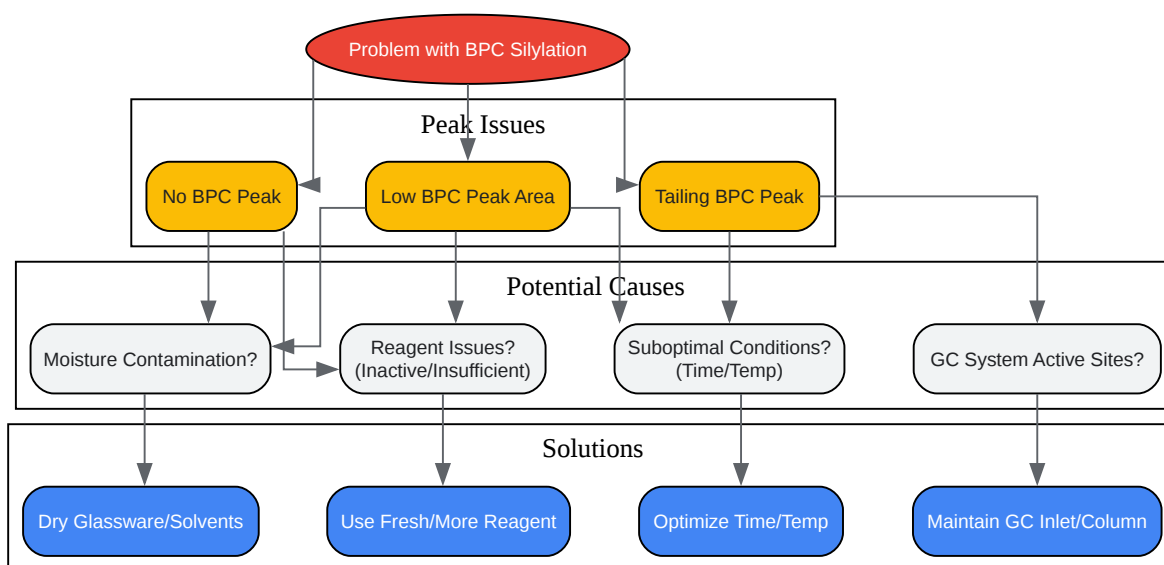 Problem with BPC Silylation
Peak Issues
No BPC Peak
Low BPC Peak Area
Tailing BPC Peak
Potential Causes
Moisture Contamination?
Reagent Issues?
(Inactive/Insufficient)
Suboptimal Conditions?
(Time/Temp)
GC System Active Sites?
Solutions
Dry Glassware/Solvents
Use Fresh/More Reagent
Optimize Time/Temp
Maintain GC Inlet/Column